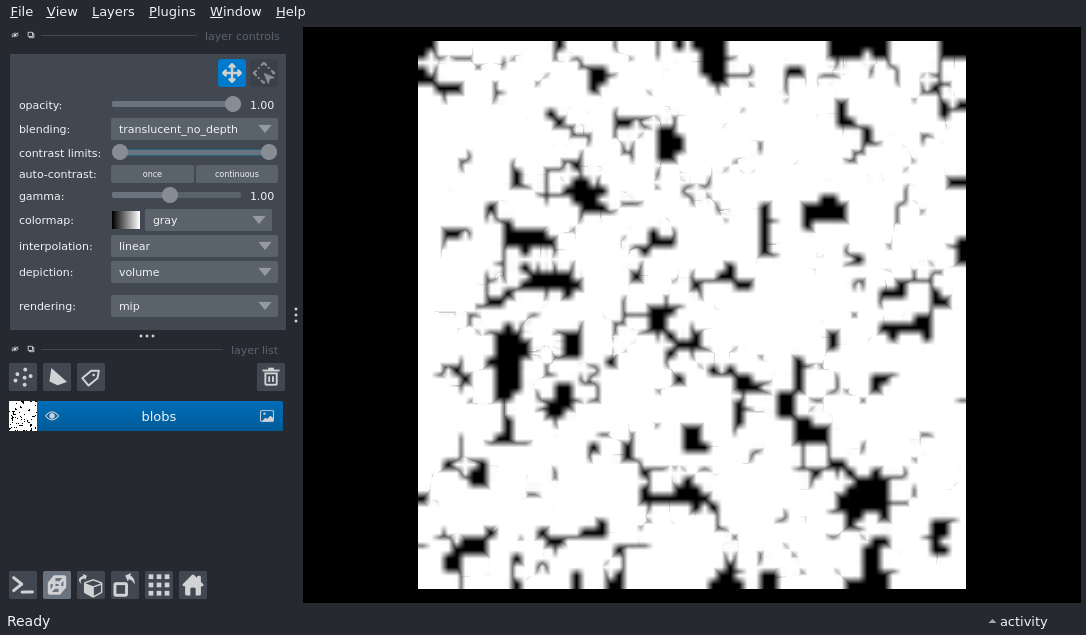 File View Layers Plugins Window Help
layer controls
opacity: 1.00
blending: translucent_no_depth
contrast limits:
auto-contrast: once continuous
gamma: 1.00
colormap: gray
interpolation: linear
depiction: volume
rendering: mip
layer list
blobs
Ready activity